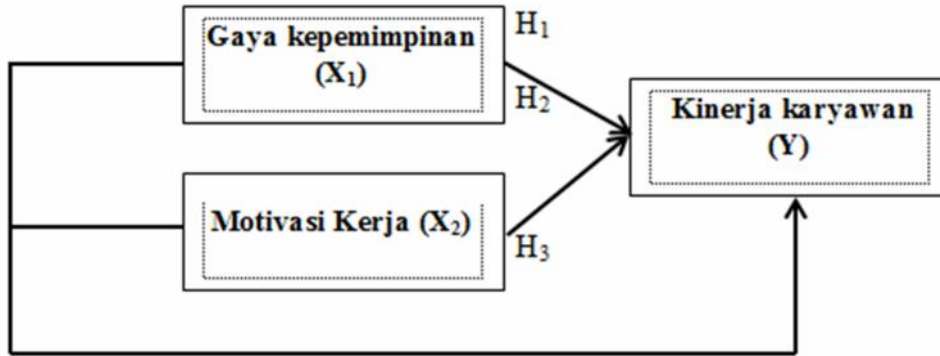 Gaya kepemimpinan
(X₁)
H₁
H₂
Kinerja karyawan
(Y)
Motivasi Kerja (X₂)
H₃